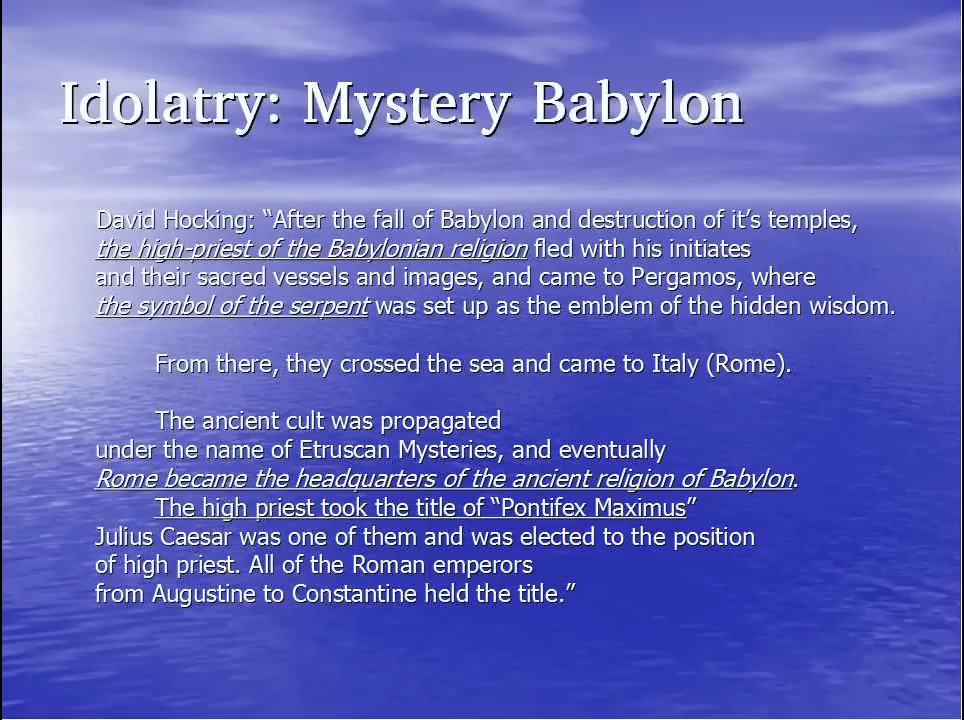 Idolatry: Mystery Babylon
David Hocking: “After the fall of Babylon and destruction of it’s temples,
the high-priest of the Babylonian religion fled with his initiates
and their sacred vessels and images, and came to Pergamos, where
the symbol of the serpent was set up as the emblem of the hidden wisdom.
From there, they crossed the sea and came to Italy (Rome).
The ancient cult was propagated
under the name of Etruscan Mysteries, and eventually
Rome became the headquarters of the ancient religion of Babylon.
The high priest took the title of “Pontifex Maximus”
Julius Caesar was one of them and was elected to the position
of high priest. All of the Roman emperors
from Augustine to Constantine held the title.”